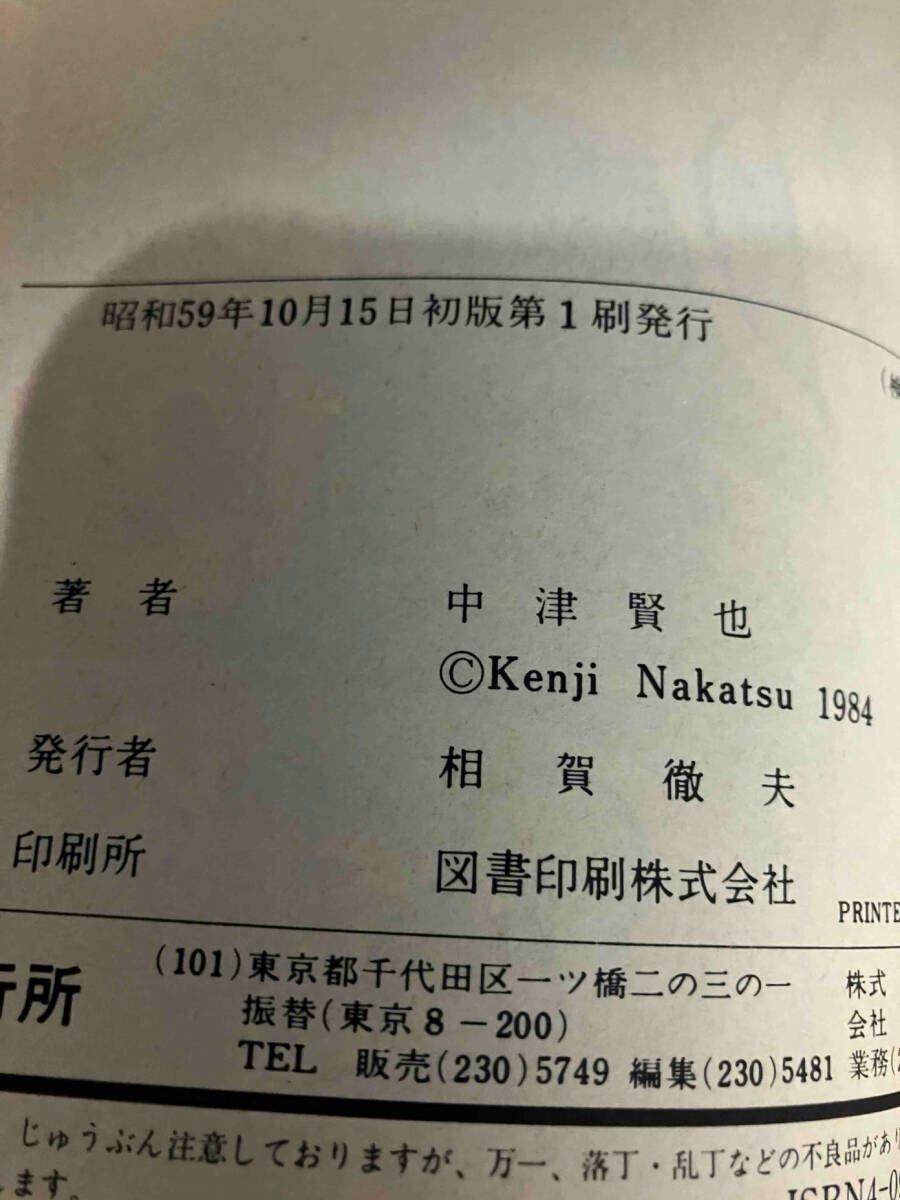 昭和59年10月15日初版第1刷発行
著者 中津賢也
©Kenji Nakatsu 1984
発行者 相賀徹夫
印刷所 図書印刷株式会社
PRINTE
行所 (101)東京都千代田区一ツ橋二の三の一 株式
振替(東京8-200) 会社
TEL 販売(230)5749 編集(230)5481 業務(2
じゅうぶん注意しておりますが、万一、落丁・乱丁などの不良品があり
します。
ISBN4-09